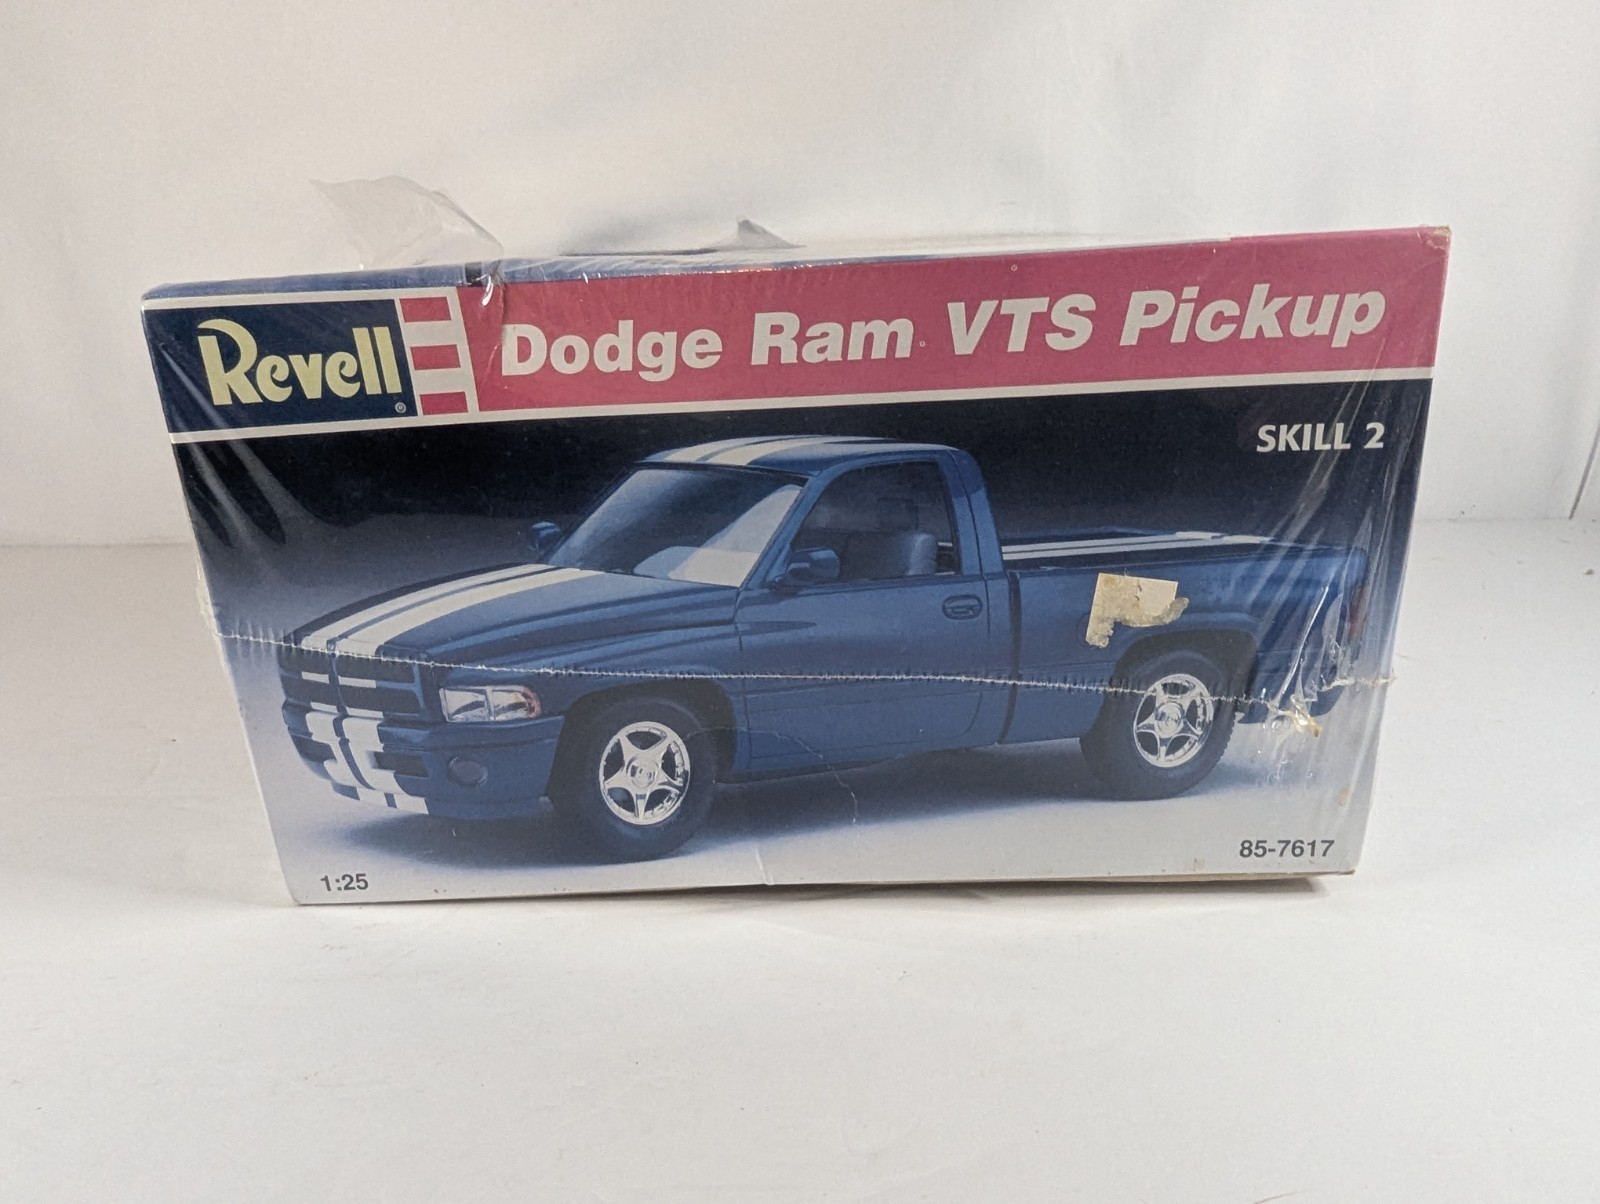 Revell®
Dodge Ram VTS Pickup
SKILL 2
85-7617
1:25